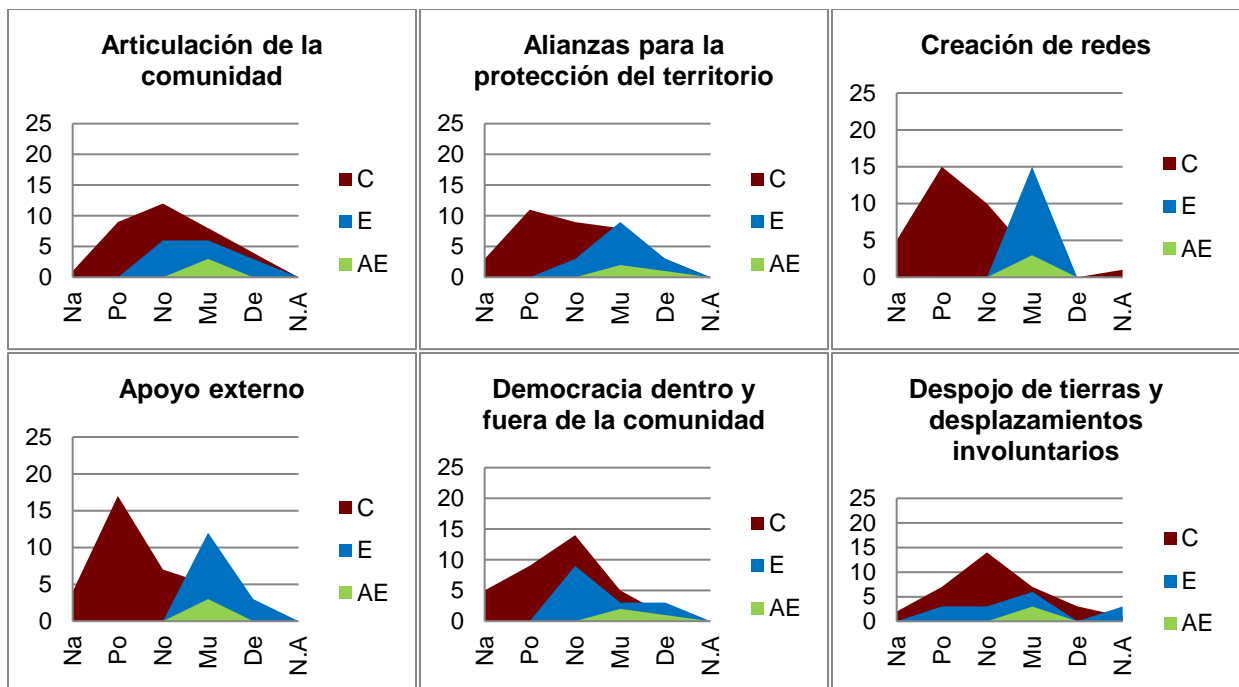 Articulación de la
comunidad
25
20
15
10
5
0
Na
Po
No
Mu
De
N.A
C
E
AE
Alianzas para la
protección del territorio
25
20
15
10
5
0
Na
Po
No
Mu
De
N.A
C
E
AE
Creación de redes
25
20
15
10
5
0
Na
Po
No
Mu
De
N.A
C
E
AE
Apoyo externo
25
20
15
10
5
0
Na
Po
No
Mu
De
N.A
C
E
AE
Democracia dentro y
fuera de la comunidad
25
20
15
10
5
0
Na
Po
No
Mu
De
N.A
C
E
AE
Despojo de tierras y
desplazamientos
involuntarios
25
20
15
10
5
0
Na
Po
No
Mu
De
N.A
C
E
AE